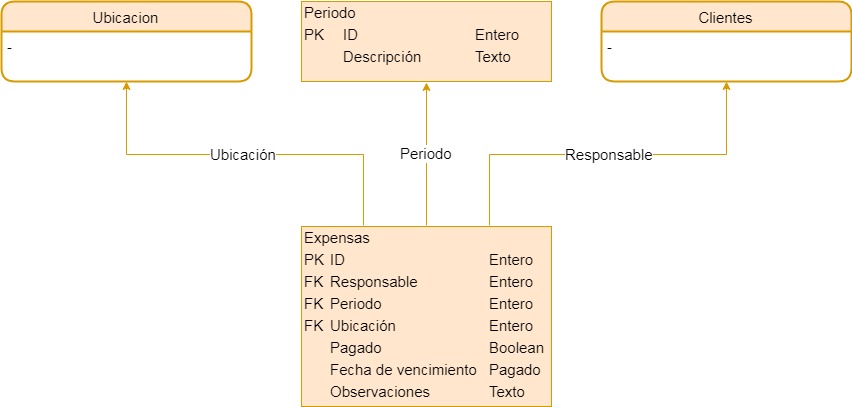 Ubicacion
-
Periodo
PK ID Entero
Descripción Texto
Clientes
-
Ubicación
Periodo
Responsable
Expensas
PK ID Entero
FK Responsable Entero
FK Periodo Entero
FK Ubicación Entero
Pagado Boolean
Fecha de vencimiento Pagado
Observaciones Texto